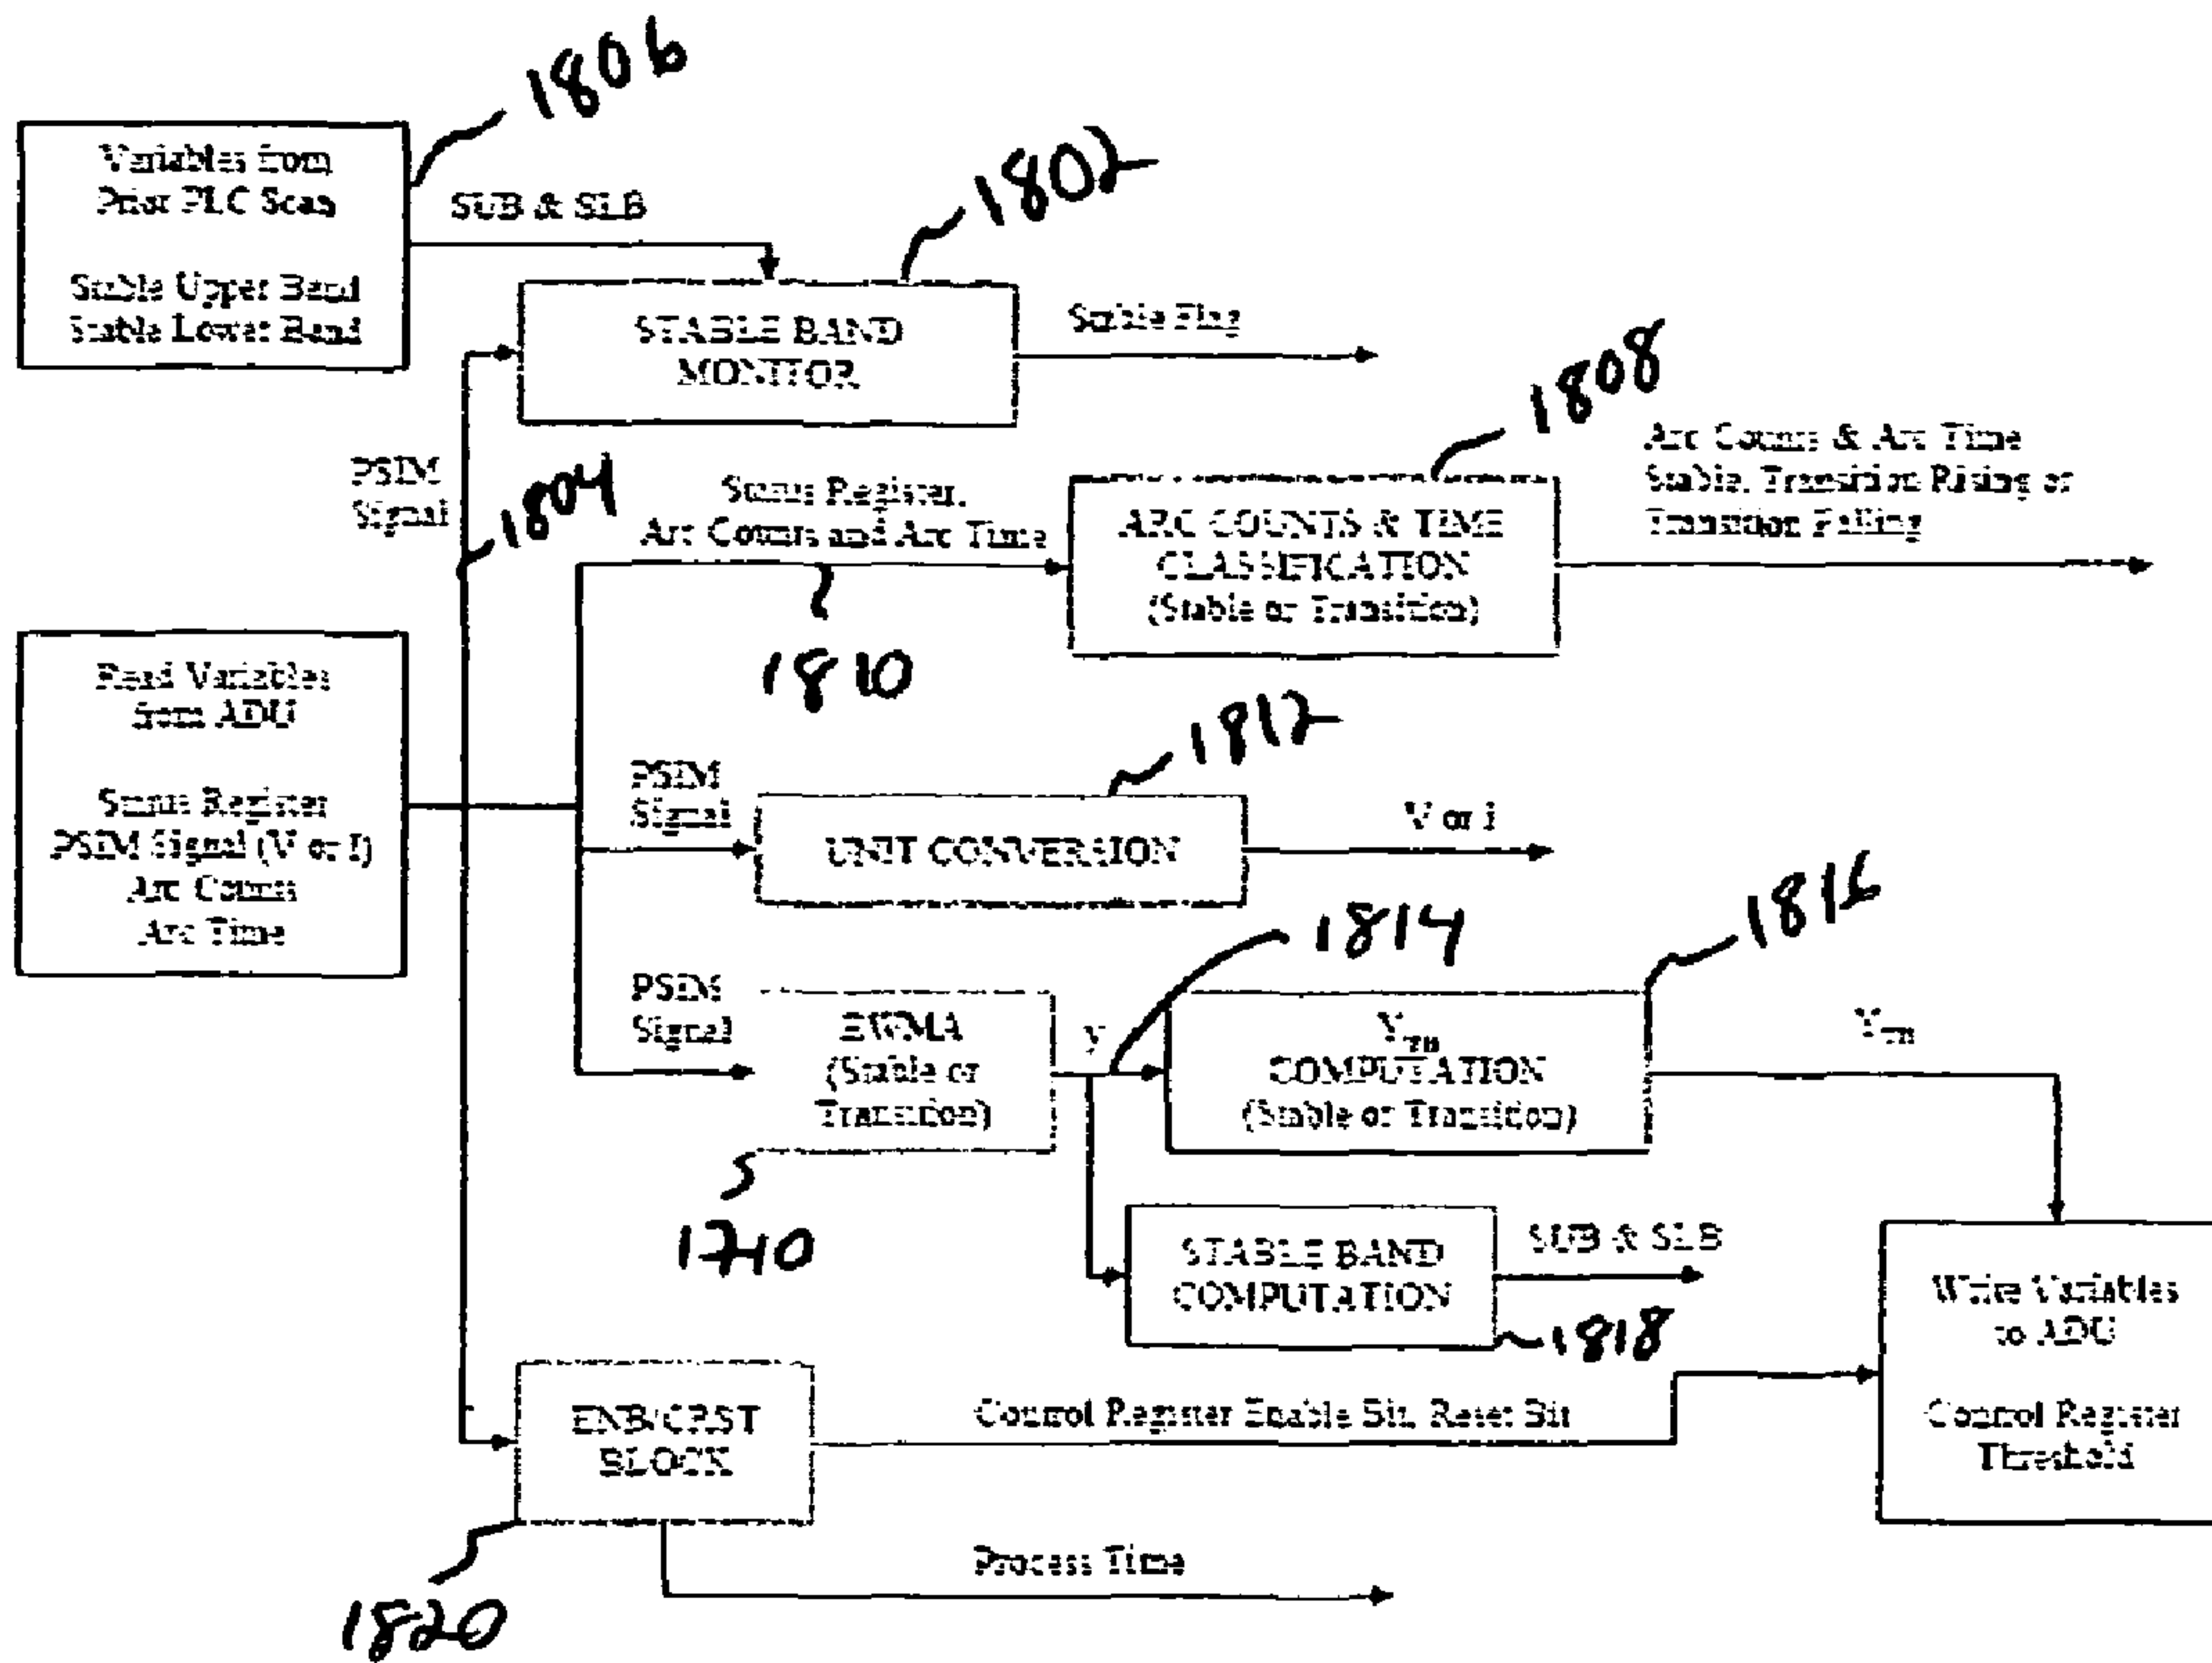 1806
Variables from
Prior PLC Scan
Stable Upper Band
Stable Lower Band
SUB & SLB
1802
STABLE BAND
MONITOR
Stable Flag
1808
PSIM
Signal
1804
Status Register,
Arc Counts and Arc Time
1810
ARC COUNTS & TIME
CLASSIFICATION
(Stable or Transition)
Arc Counts & Arc Time
Stable, Transition Rising or
Transition Falling
Read Variables
from ADU
Status Register
PSIM Signal (V or I)
Arc Counts
Arc Time
PSIM
Signal
1812
UNIT CONVERSION
V or I
1814
1816
PSIM
Signal
EWMA
(Stable or
Transition)
1710
y
COMPUTATION
(Stable or Transition)
STABLE BAND
COMPUTATION
SUB & SLB
1818
Write Variables
to ADU
Control Register
Threshold
ENB/CRST
BLOCK
1820
Control Register Enable Bit, Reset Bit
Process Time